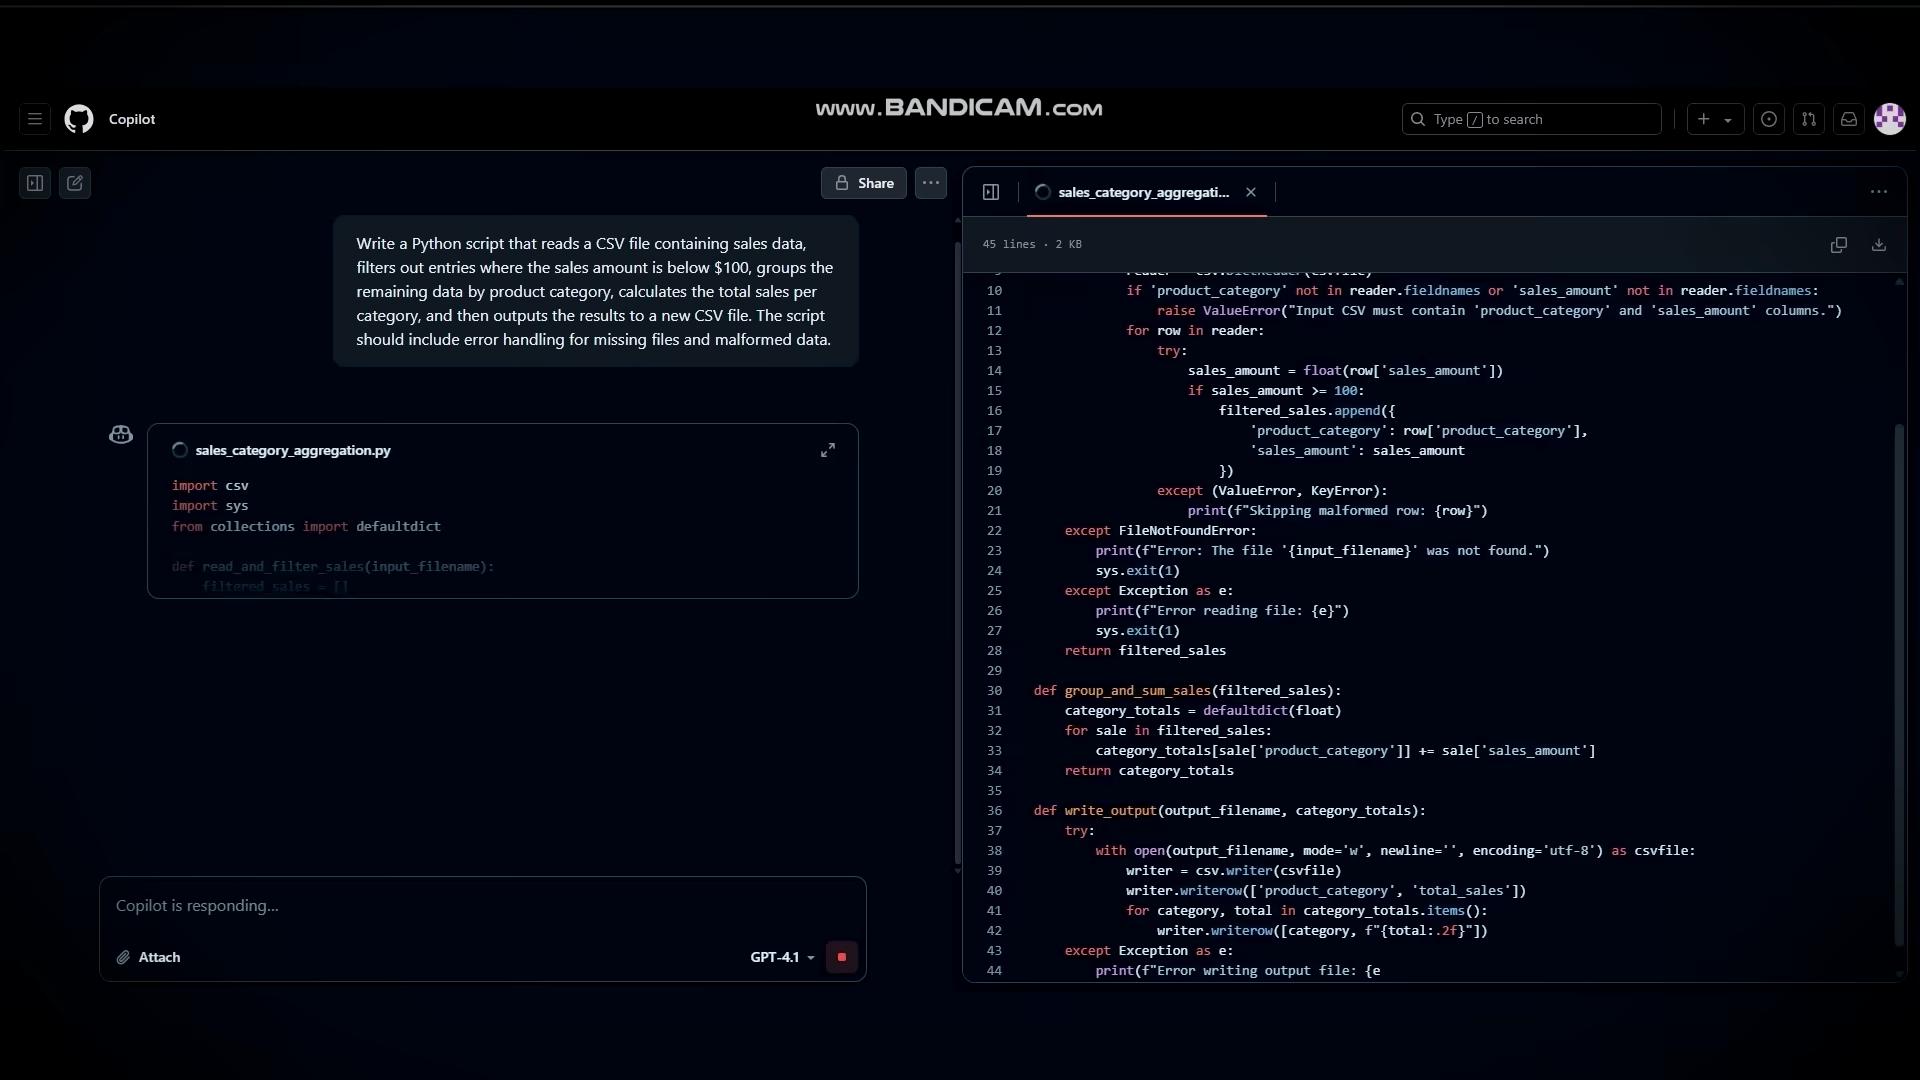 www.BANDICAM.com
Copilot
Type / to search
Share
Write a Python script that reads a CSV file containing sales data,
filters out entries where the sales amount is below $100, groups the
remaining data by product category, calculates the total sales per
category, and then outputs the results to a new CSV file. The script
should include error handling for missing files and malformed data.
sales_category_aggregation.py
import csv
import sys
from collections import defaultdict
def read_and_filter_sales(input_filename):
filtered_sales = []
Copilot is responding...
Attach
GPT-4.1
sales_category_aggregati...
45 lines · 2 KB
10 if 'product_category' not in reader.fieldnames or 'sales_amount' not in reader.fieldnames:
11 raise ValueError("Input CSV must contain 'product_category' and 'sales_amount' columns.")
12 for row in reader:
13 try:
14 sales_amount = float(row['sales_amount'])
15 if sales_amount >= 100:
16 filtered_sales.append({
17 'product_category': row['product_category'],
18 'sales_amount': sales_amount
19 })
20 except (ValueError, KeyError):
21 print(f"Skipping malformed row: {row}")
22 except FileNotFoundError:
23 print(f"Error: The file '{input_filename}' was not found.")
24 sys.exit(1)
25 except Exception as e:
26 print(f"Error reading file: {e}")
27 sys.exit(1)
28 return filtered_sales
29
30 def group_and_sum_sales(filtered_sales):
31 category_totals = defaultdict(float)
32 for sale in filtered_sales:
33 category_totals[sale['product_category']] += sale['sales_amount']
34 return category_totals
35
36 def write_output(output_filename, category_totals):
37 try:
38 with open(output_filename, mode='w', newline='', encoding='utf-8') as csvfile:
39 writer = csv.writer(csvfile)
40 writer.writerow(['product_category', 'total_sales'])
41 for category, total in category_totals.items():
42 writer.writerow([category, f"{total:.2f}"])
43 except Exception as e:
44 print(f"Error writing output file: {e